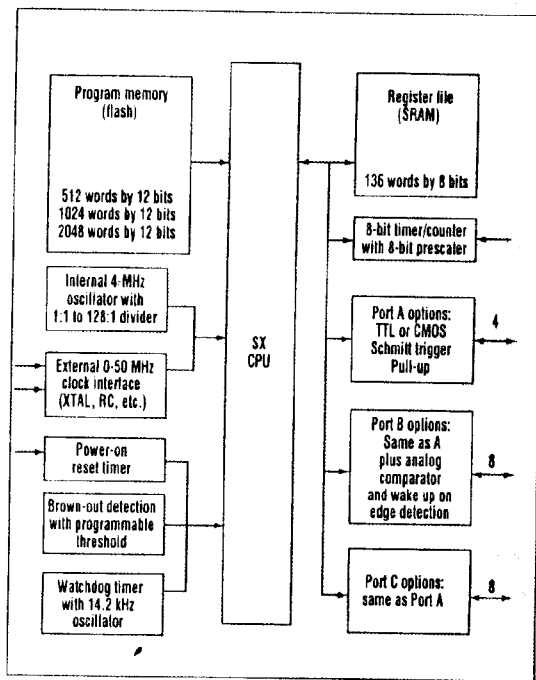 Program memory
(flash)
512 words by 12 bits
1024 words by 12 bits
2048 words by 12 bits
Internal 4-MHz
oscillator with
1:1 to 128:1 divider
External 0-50 MHz
clock interface
(XTAL, RC, etc.)
Power-on
reset timer
Brown-out detection
with programmable
threshold
Watchdog timer
with 14.2 kHz
oscillator
SX
CPU
Register file
(SRAM)
136 words by 8 bits
8-bit timer/counter
with 8-bit prescaler
Port A options:
TTL or CMOS
Schmitt trigger
Pull-up
4
Port B options:
Same as A
plus analog
comparator
and wake up on
edge detection
8
Port C options:
same as Port A
8